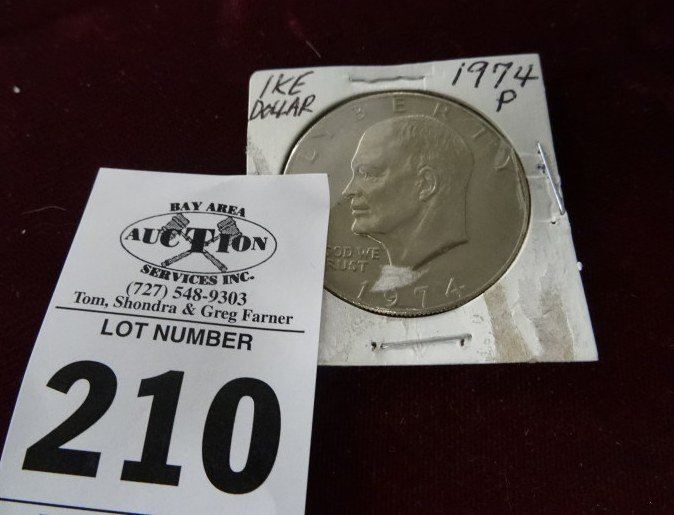 IKE
DOLLAR
1974
P
LIBERTY
GOD WE
TRUST
1974
BAY AREA
AUCTION
SERVICES INC.
(727) 548-9303
Tom, Shondra & Greg Farner
LOT NUMBER
210